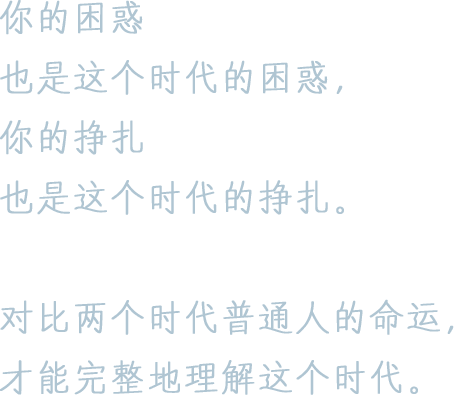 你的困惑
也是这个时代的困惑，
你的挣扎
也是这个时代的挣扎。
对比两个时代普通人的命运，
才能完整地理解这个时代。